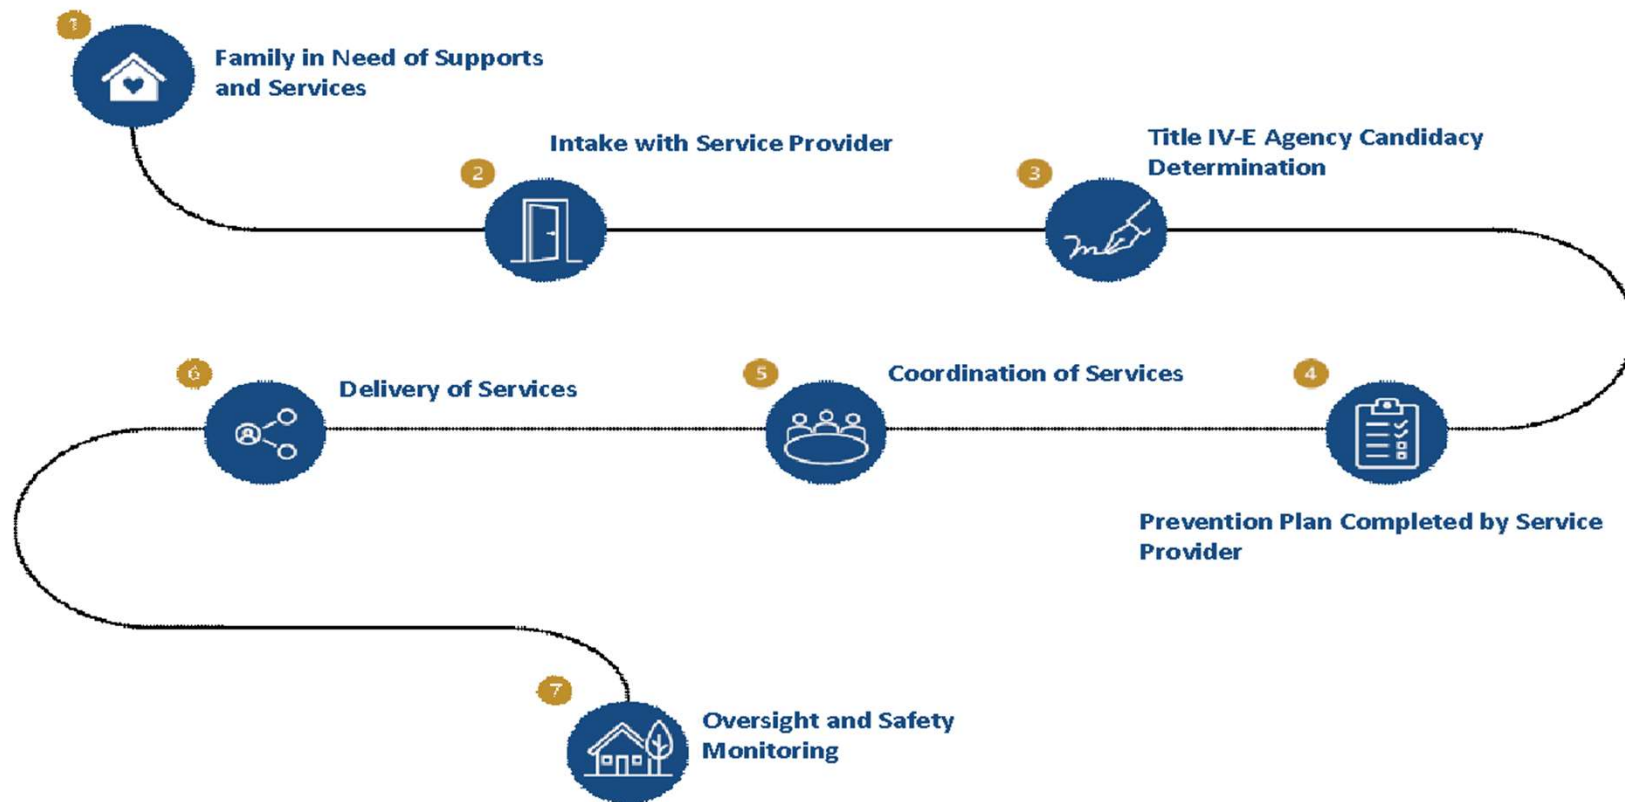 1
Family in Need of Supports
and Services
2
Intake with Service Provider
3
Title IV-E Agency Candidacy
Determination
4
Prevention Plan Completed by Service
Provider
5
Coordination of Services
6
Delivery of Services
7
Oversight and Safety
Monitoring